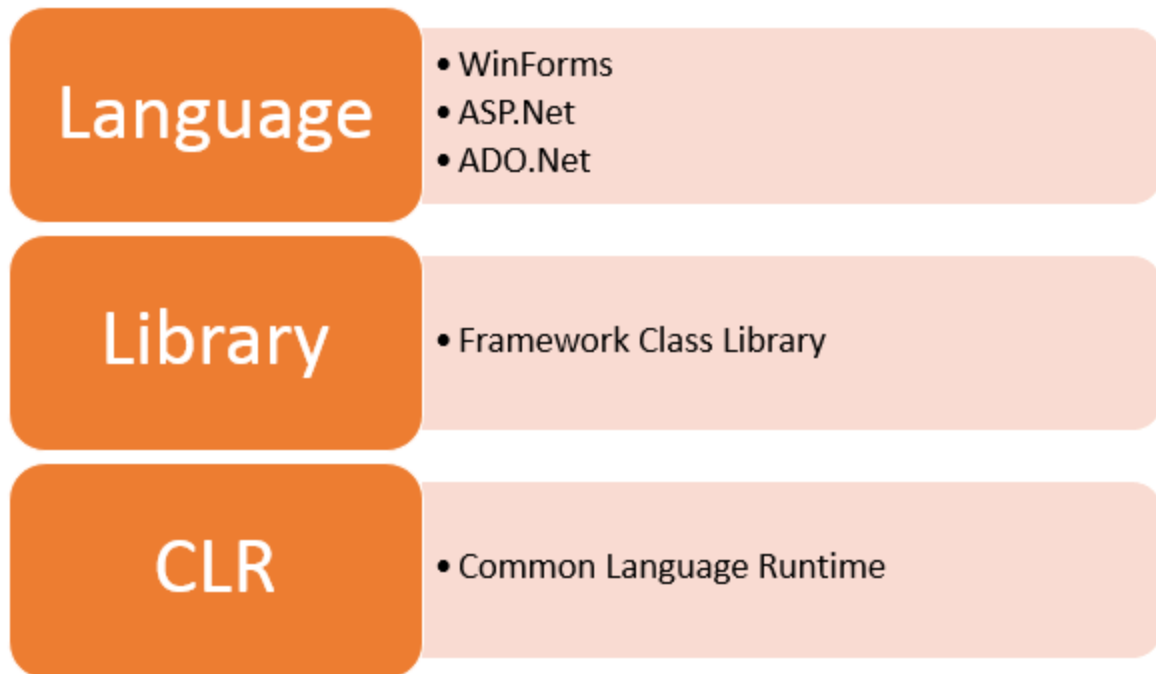 Language
• WinForms
• ASP.Net
• ADO.Net
Library
• Framework Class Library
CLR
• Common Language Runtime